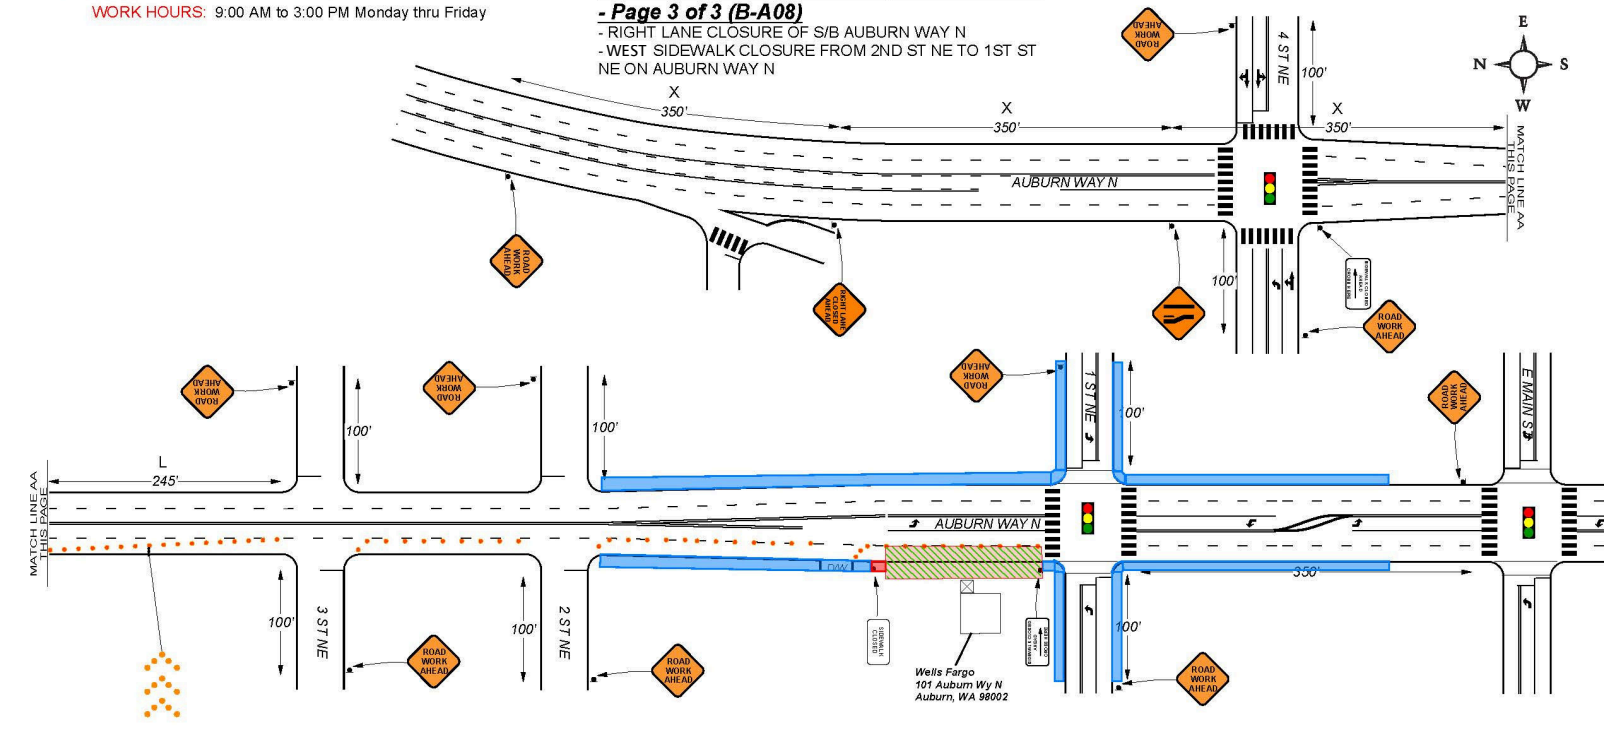 WORK HOURS: 9:00 AM to 3:00 PM Monday thru Friday
- Page 3 of 3 (B-A08)
- RIGHT LANE CLOSURE OF S/B AUBURN WAY N
- WEST SIDEWALK CLOSURE FROM 2ND ST NE TO 1ST ST
NE ON AUBURN WAY N
ROAD
WORK
AHEAD
4 ST NE
100'
E
N
S
W
X
350'
X
350'
X
350'
AUBURN WAY N
MATCH LINE AA
THIS PAGE
ROAD
WORK
AHEAD
RIGHT LANE
CLOSED
AHEAD
100'
SIDEWALK CLOSED
AHEAD
CROSS HERE
ROAD
WORK
AHEAD
ROAD
WORK
AHEAD
100'
ROAD
WORK
AHEAD
100'
ROAD
WORK
AHEAD
1 ST NE
100'
ROAD
WORK
AHEAD
E MAIN ST
MATCH LINE AA
THIS PAGE
L
245'
AUBURN WAY N
D/W
350'
100'
3 ST NE
ROAD
WORK
AHEAD
100'
2 ST NE
ROAD
WORK
AHEAD
SIDEWALK
CLOSED
Wells Fargo
101 Auburn Wy N
Auburn, WA 98002
100'
ROAD
WORK
AHEAD